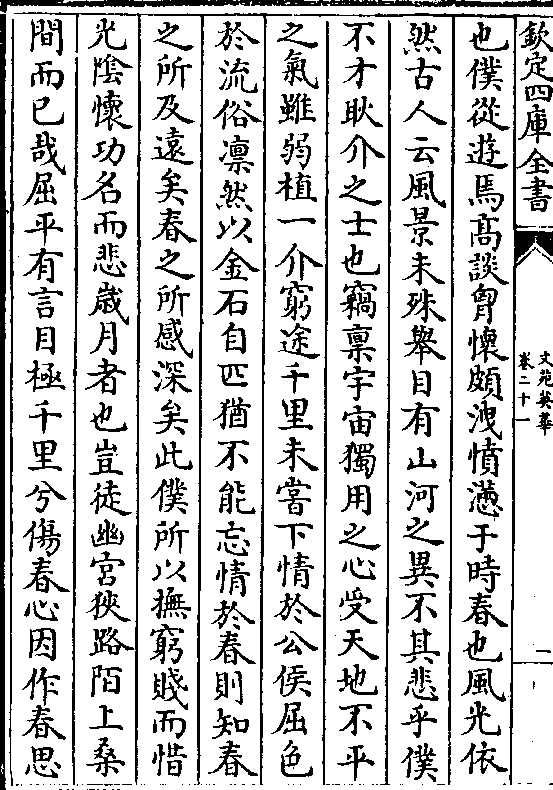 欽定四庫全書
文苑英華
卷二十一
一
也僕從遊焉高談胷懷頗洩憤懣于時春也風光依
然古人云風景未殊舉目有山河之異不其悲乎僕
不才耿介之士也竊禀宇宙獨用之心受天地不平
之氣雖弱植一介窮途千里未嘗下情於公侯屈色
於流俗凛然以金石自匹猶不能忘情於春則知春
之所及遠矣春之所感深矣此僕所以撫窮賤而惜
光陰懷功名而悲歲月者也豈徒幽宫狹路陌上桑
間而已哉屈平有言目極千里兮傷春心因作春思